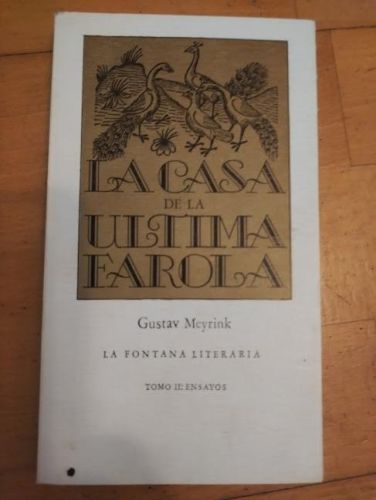 LA CASA
DE LA
ULTIMA
FAROLA
Gustav Meyrink
LA FONTANA LITERARIA
TOMO II: ENSAYOS